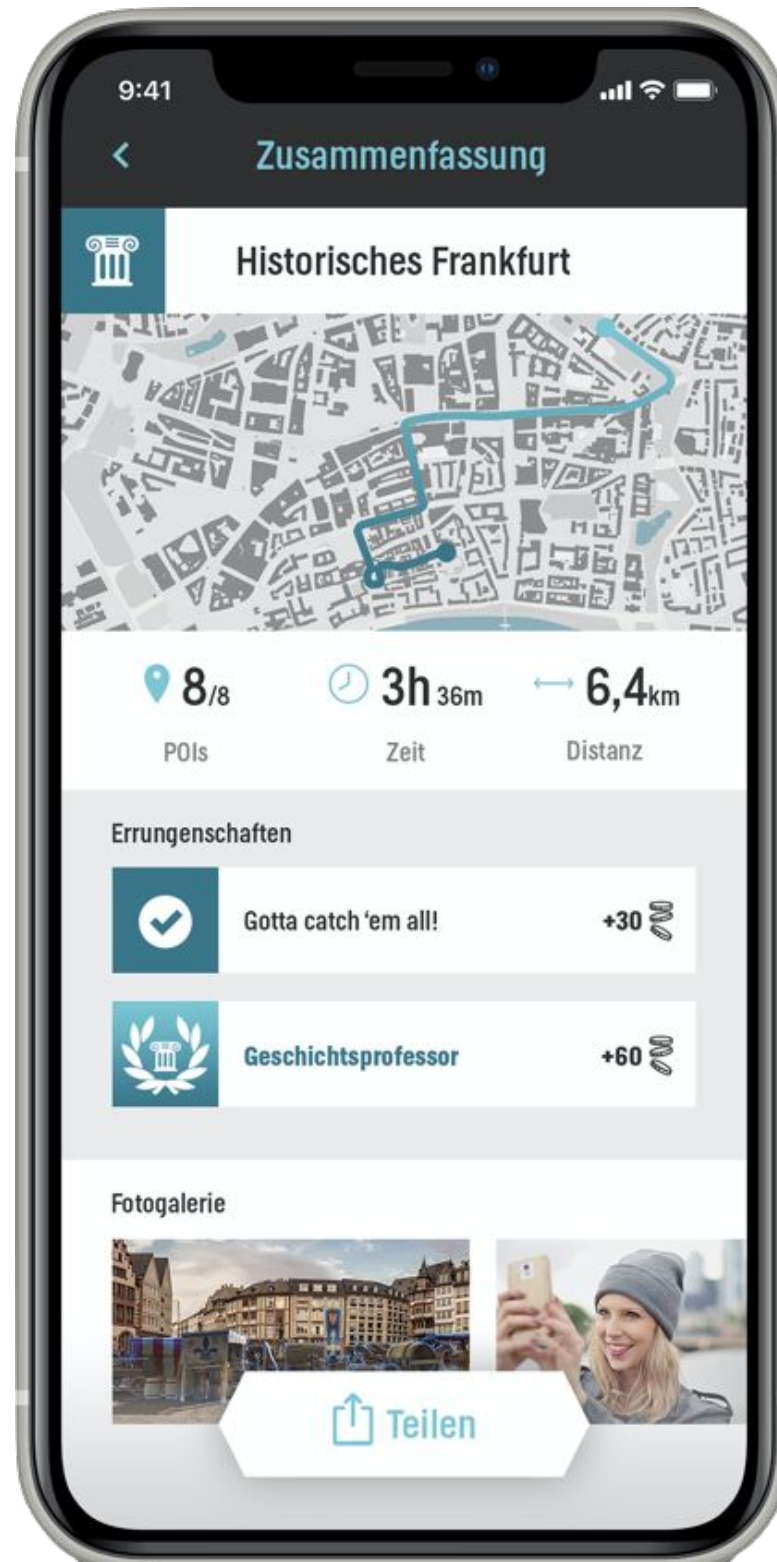 9:41
Zusammenfassung
Historisches Frankfurt
8/8 3h 36m 6,4km
POIs Zeit Distanz
Errungenschaften
Gotta catch ‘em all! +30
Geschichtsprofessor +60
Fotogalerie
Teilen